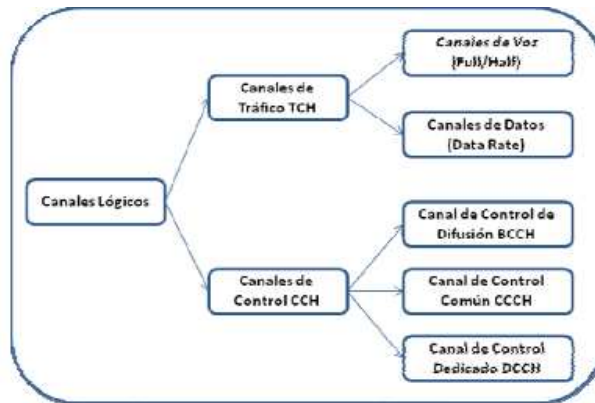 Canales de Voz
(Full/Half)
Canales de
Tráfico TCH
Canales de Datos
(Data Rate)
Canales Lógicos
Canal de Control de
Difusión BCCH
Canales de
Control CCH
Canal de Control
Común CCCH
Canal de Control
Dedicado DCCH